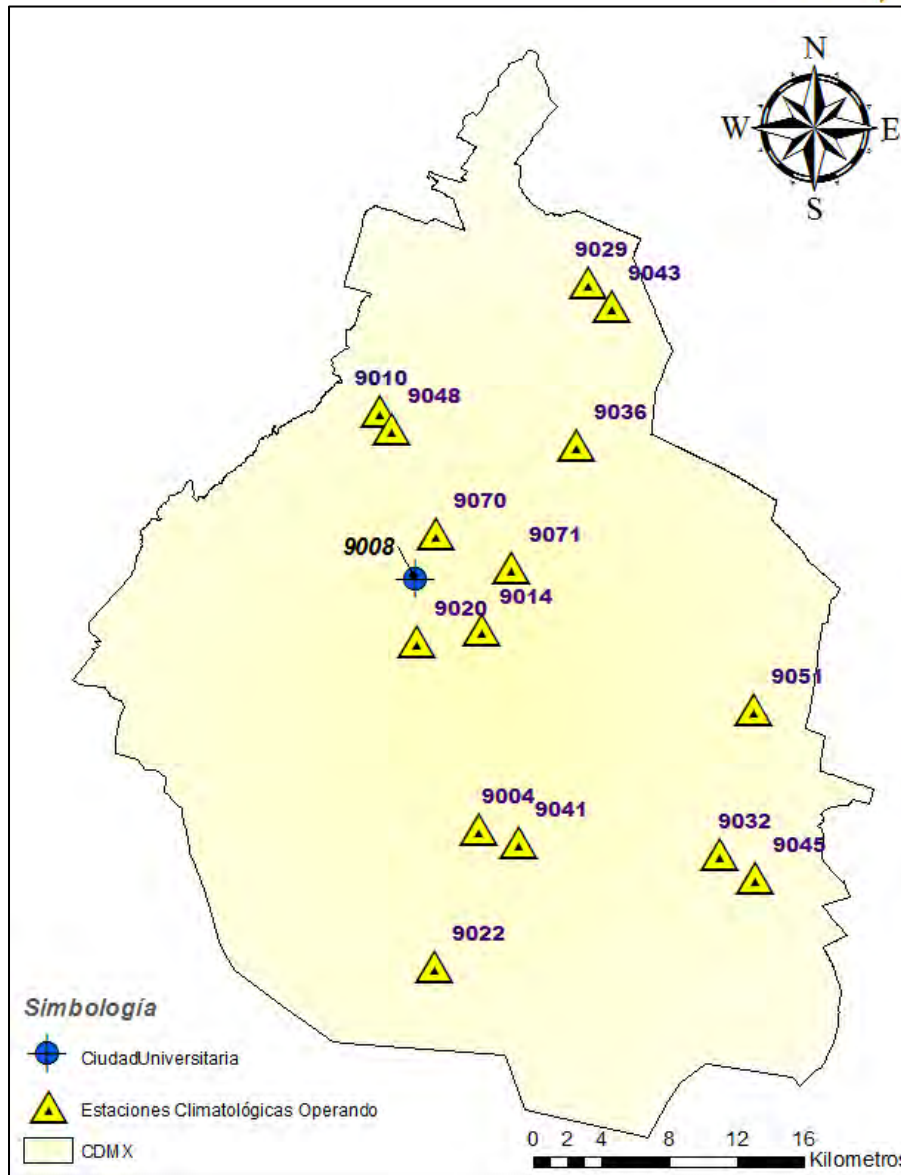 N
W E
S
9029
9043
9010
9048
9036
9070
9071
9008
9014
9020
9051
9004
9041
9032
9045
9022
Simbología
CiudadUniversitaria
Estaciones Climatológicas Operando
CDMX
0 2 4 8 12 16
Kilometros